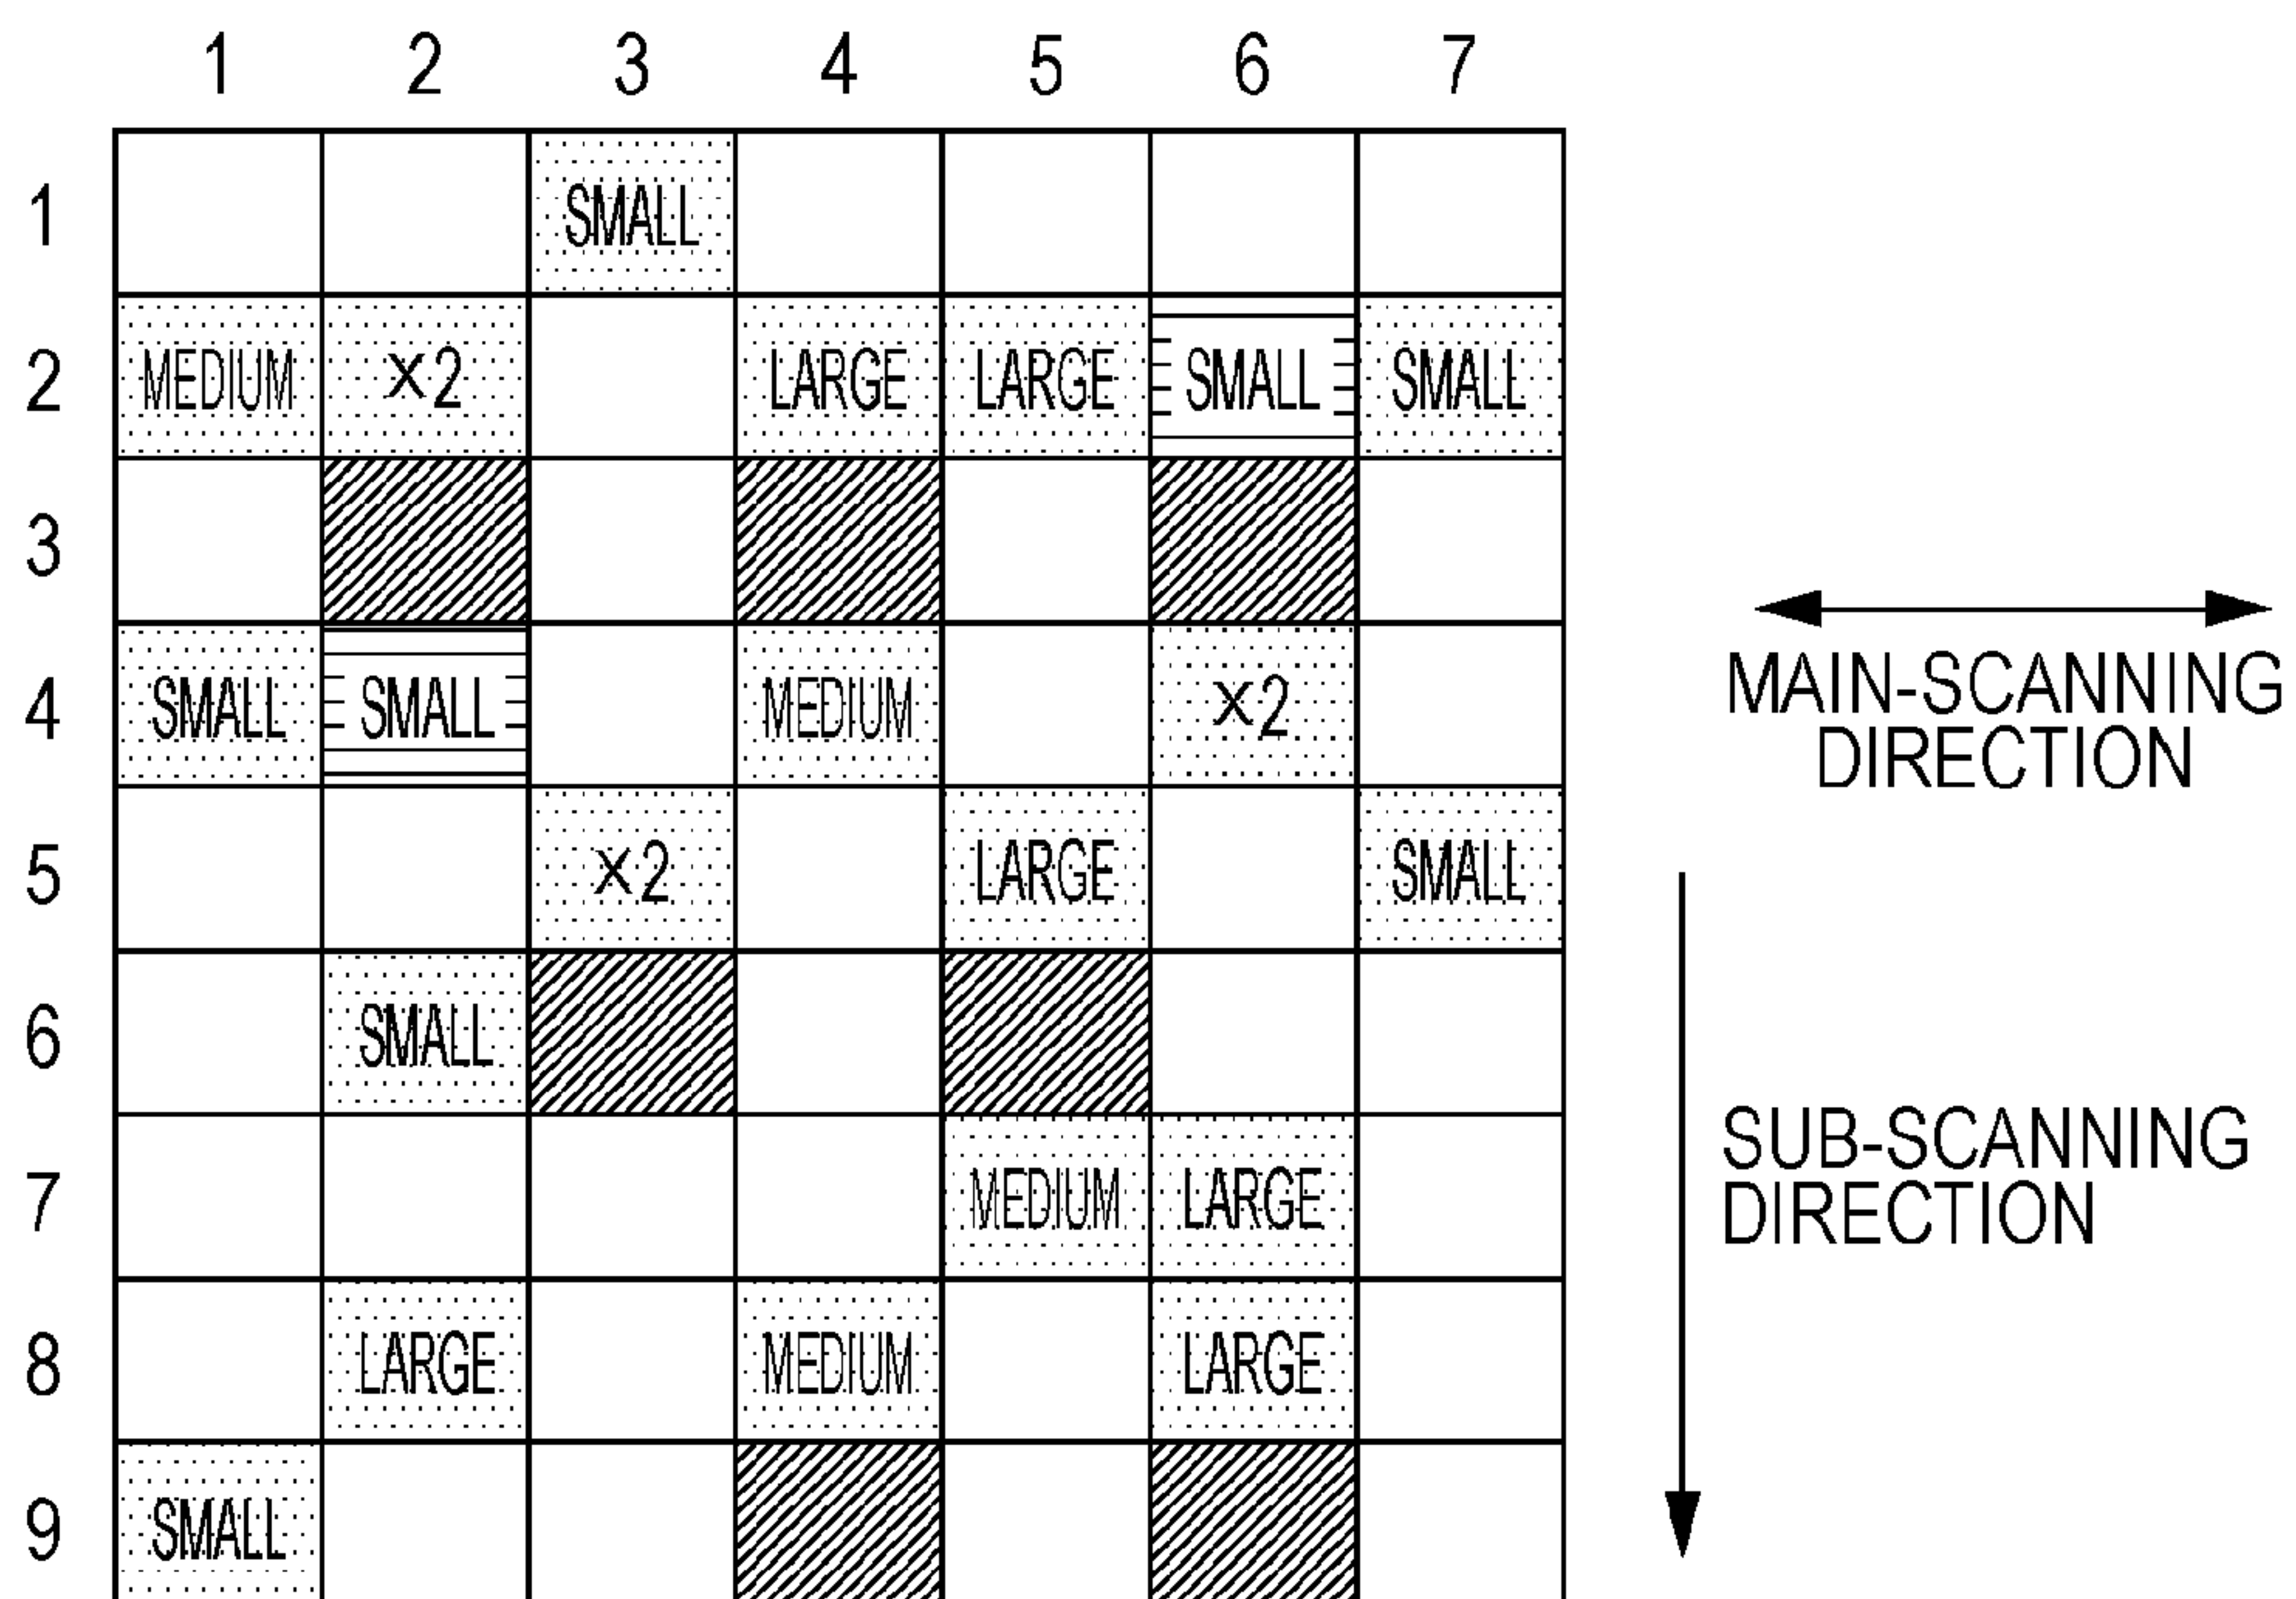 1 2 3 4 5 6 7
1 SMALL
2 MEDIUM ×2 LARGE LARGE SMALL SMALL
3
4 SMALL SMALL MEDIUM ×2
MAIN-SCANNING
DIRECTION
5 ×2 LARGE SMALL
6 SMALL
7 MEDIUM LARGE
SUB-SCANNING
DIRECTION
8 LARGE MEDIUM LARGE
9 SMALL